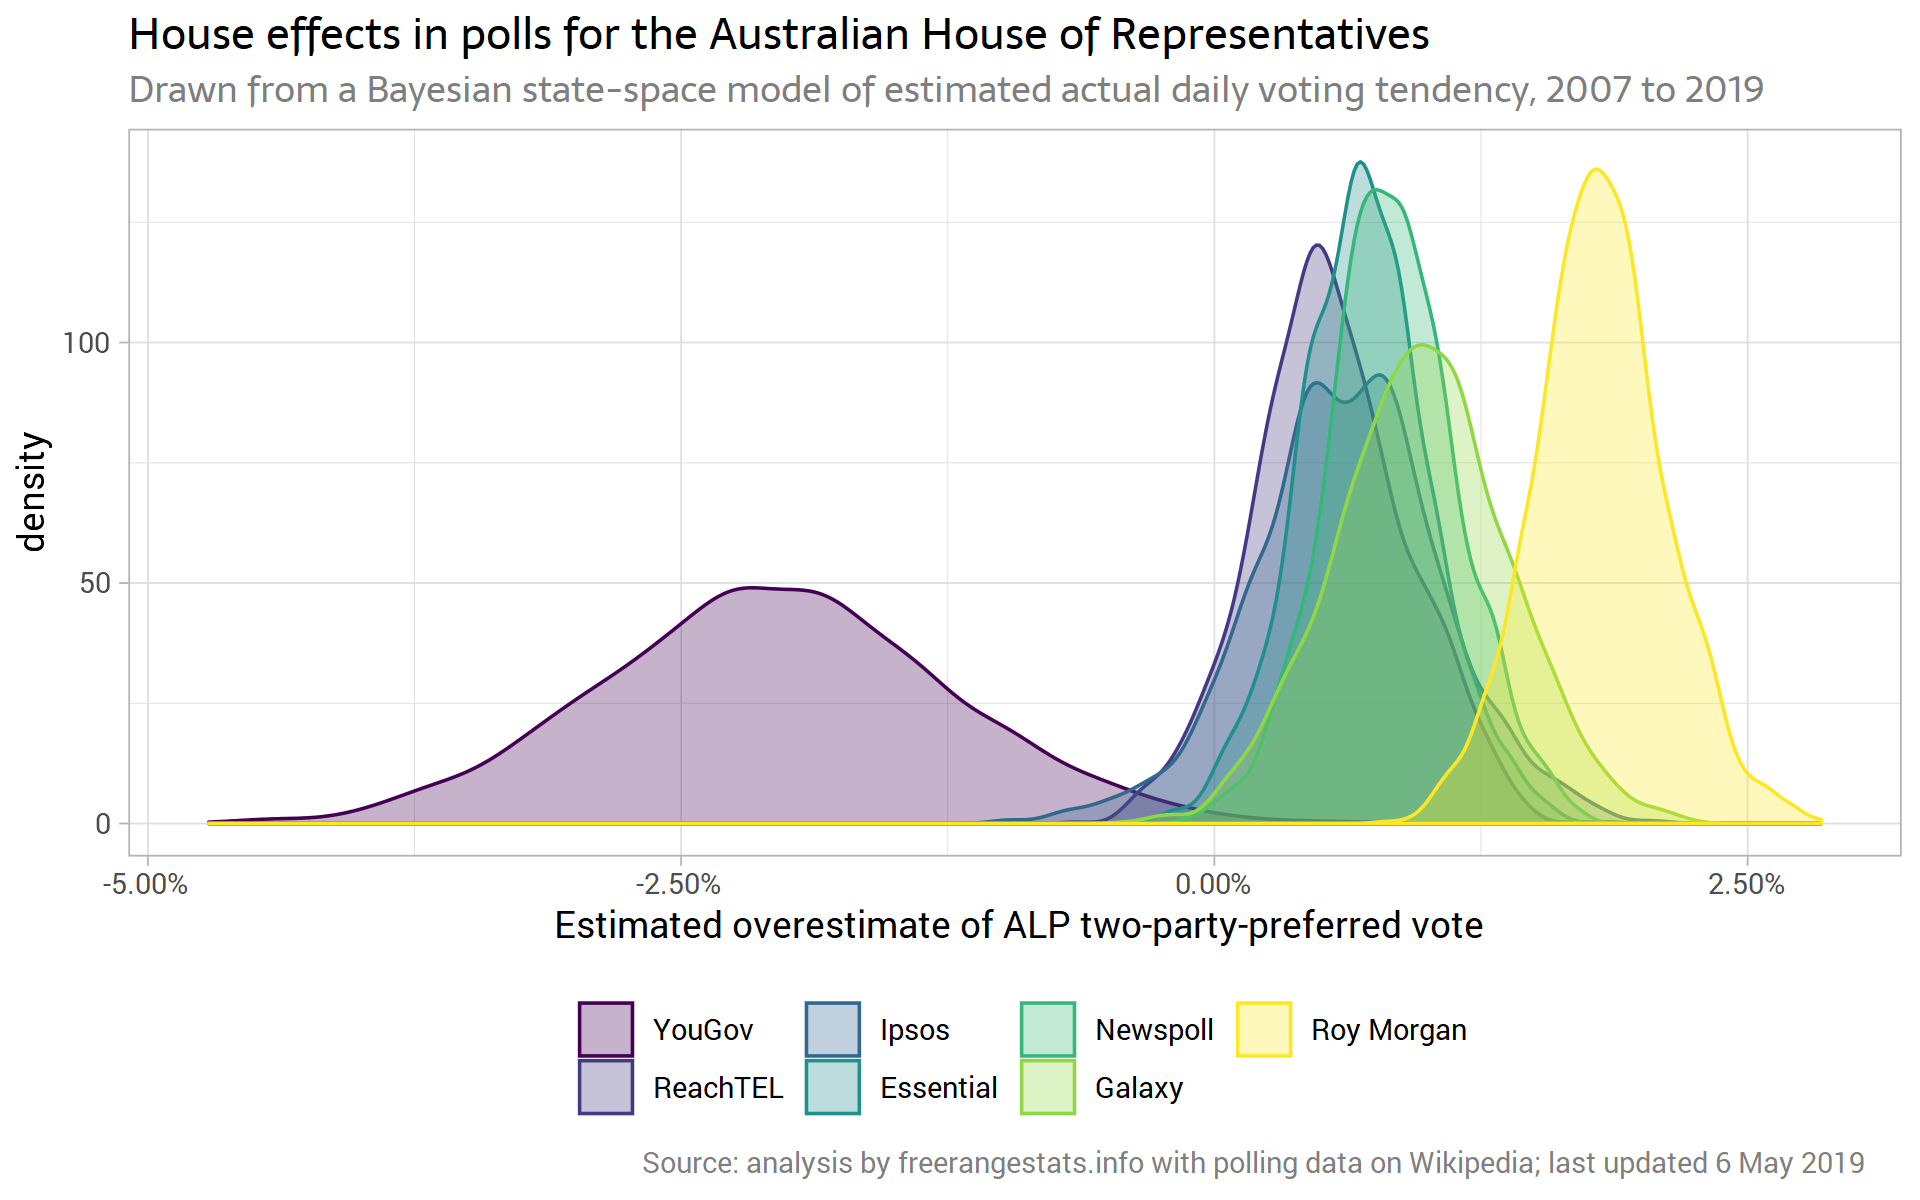 House effects in polls for the Australian House of Representatives
Drawn from a Bayesian state-space model of estimated actual daily voting tendency, 2007 to 2019
density
100
50
0
-5.00%
-2.50%
0.00%
2.50%
Estimated overestimate of ALP two-party-preferred vote
YouGov
Ipsos
Newspoll
Roy Morgan
ReachTEL
Essential
Galaxy
Source: analysis by freerangestats.info with polling data on Wikipedia; last updated 6 May 2019